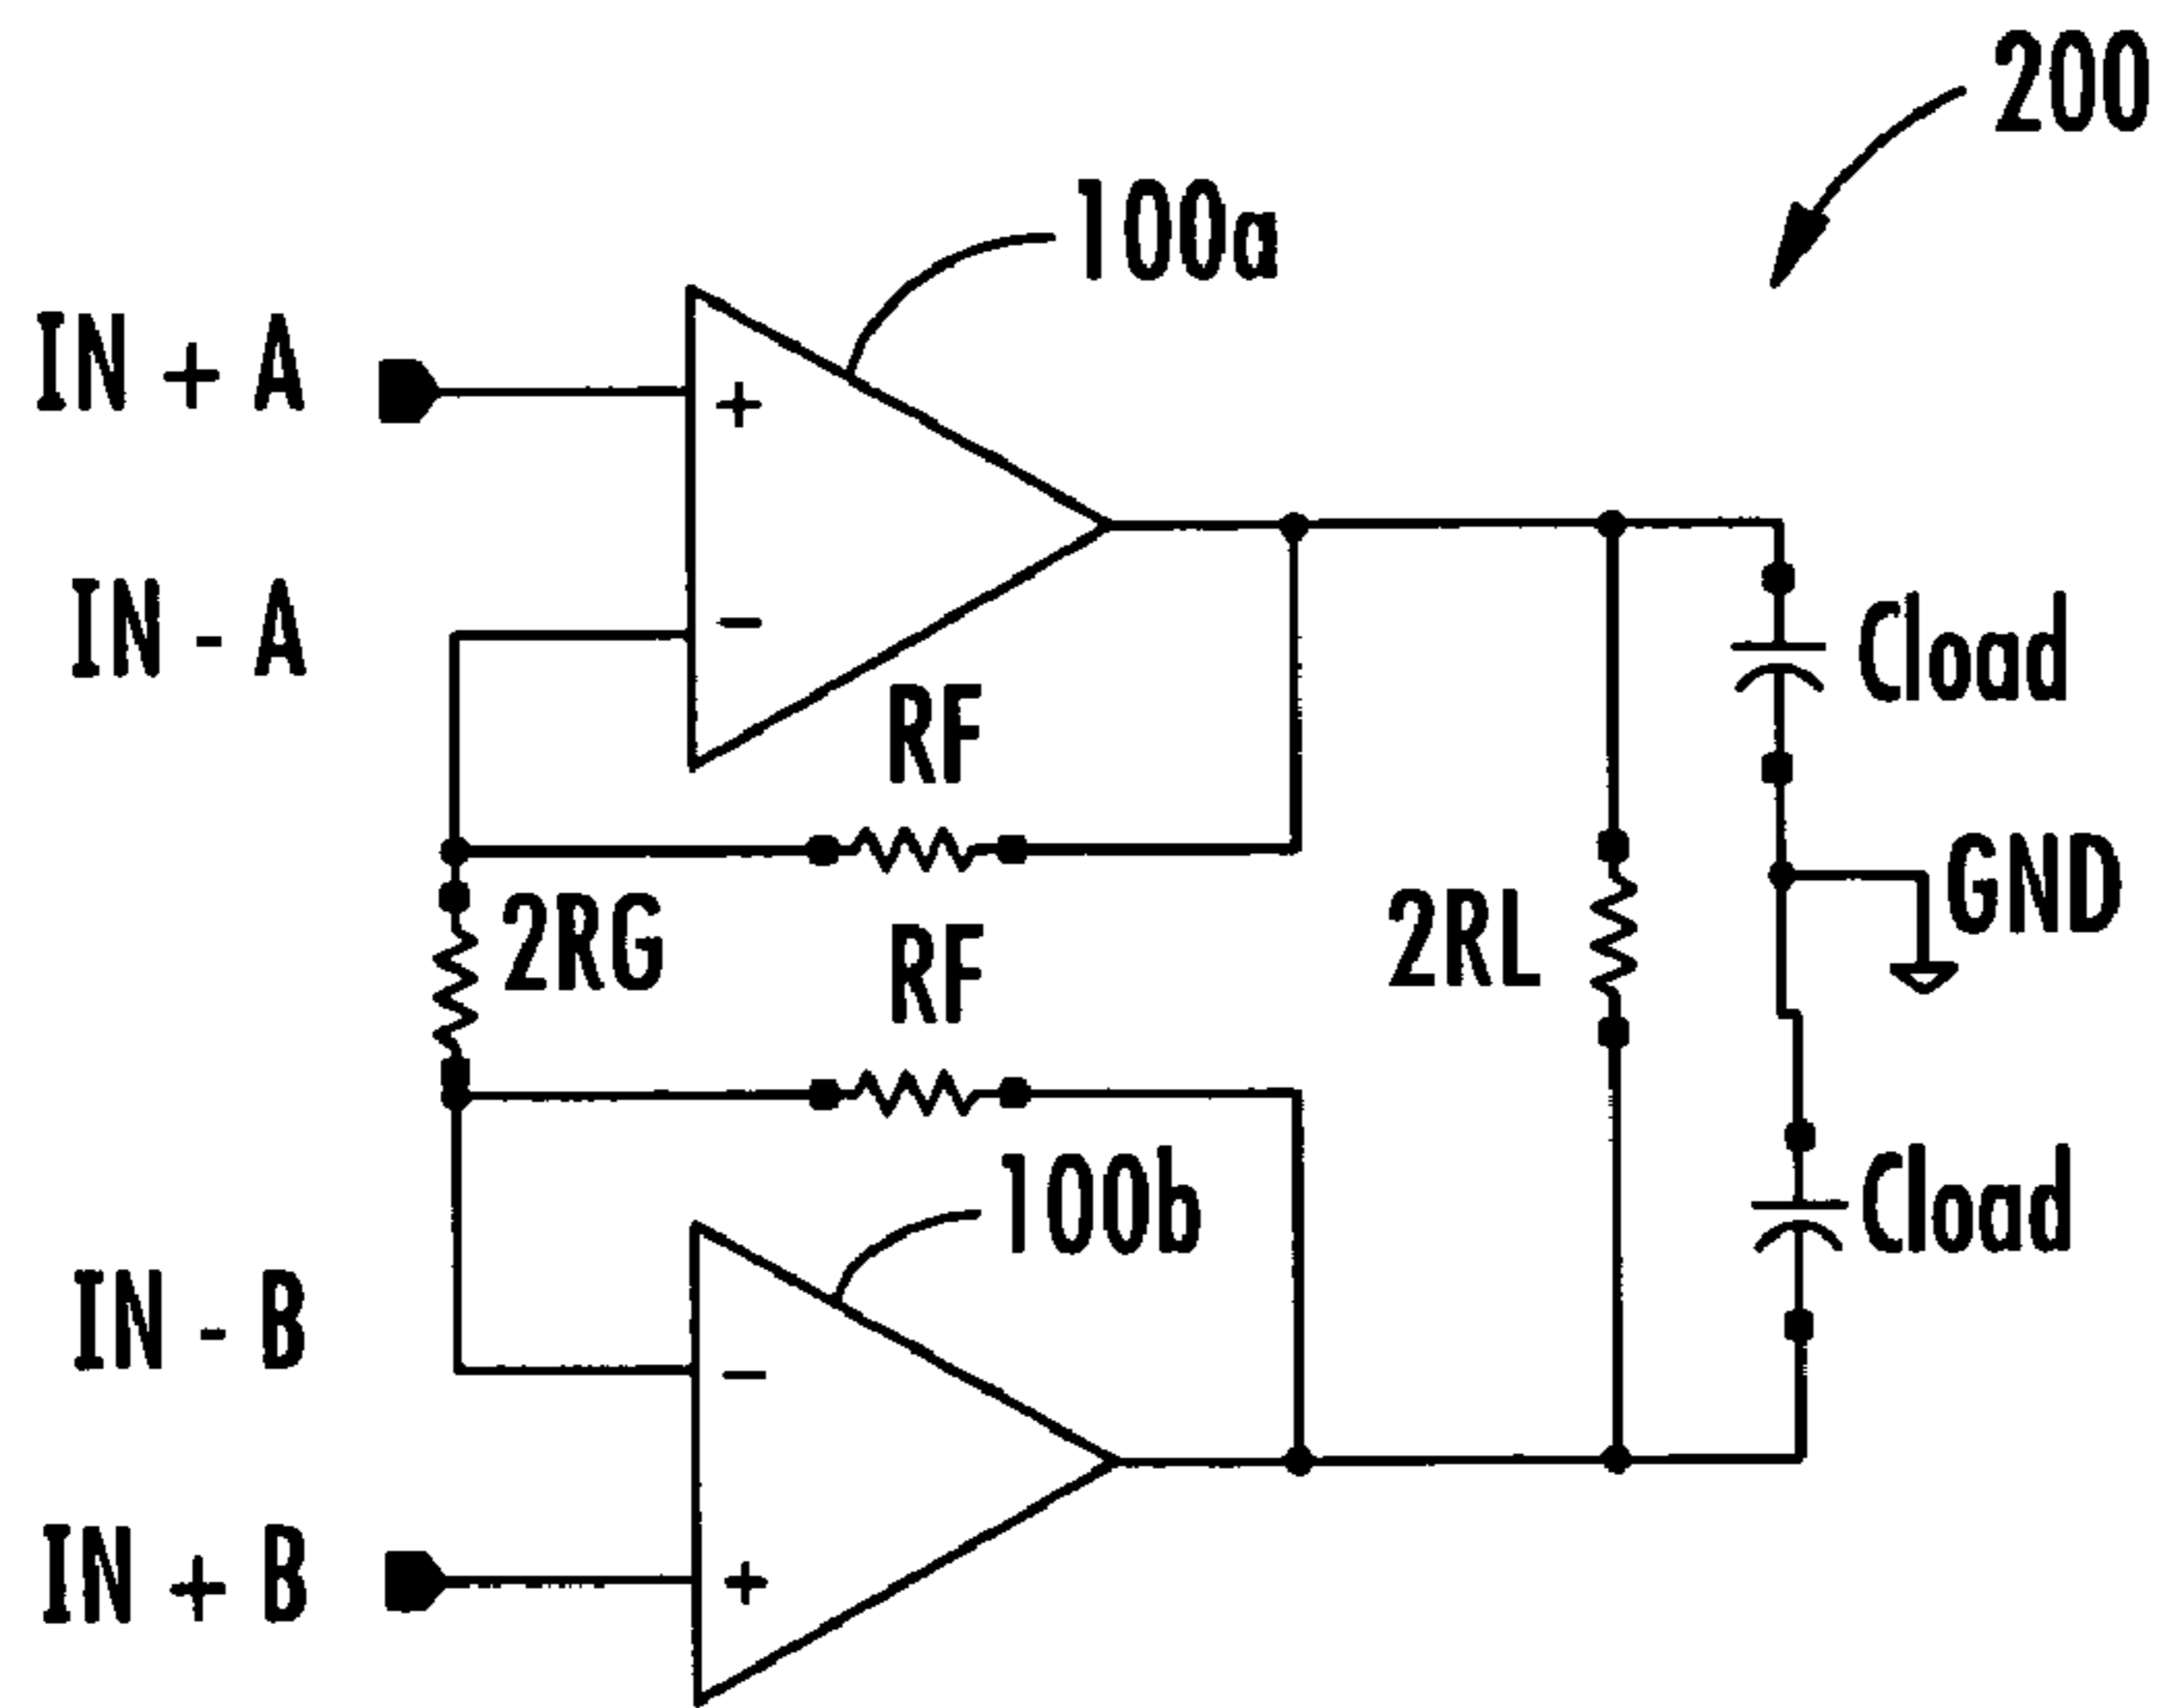 200
100a
IN + A
+
IN - A
−
Cload
RF
GND
2RG
RF
2RL
100b
Cload
IN - B
−
IN + B
+